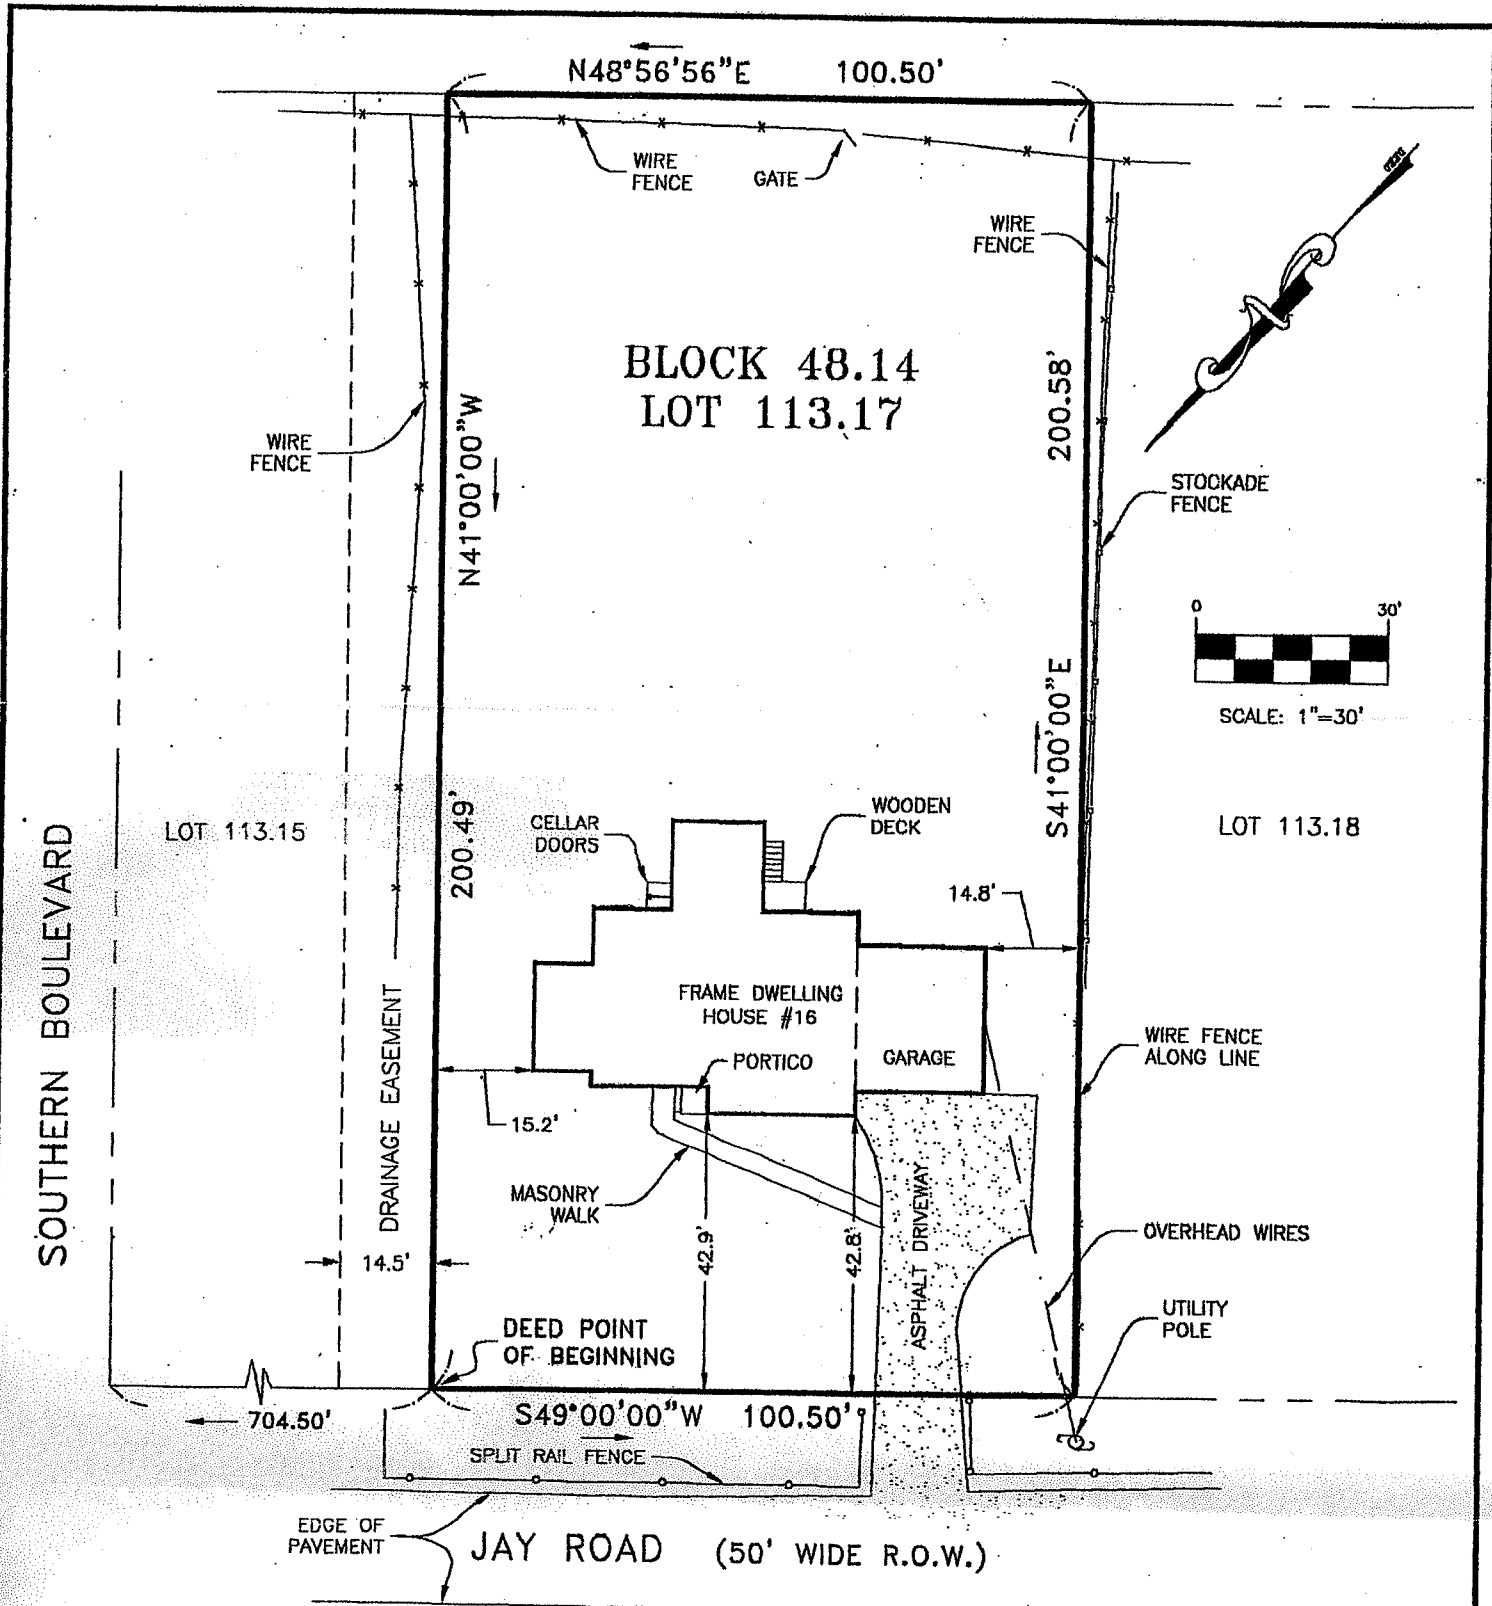 N48°56'56"E 100.50'
WIRE
FENCE
GATE
WIRE
FENCE
BLOCK 48.14
LOT 113.17
200.58'
WIRE
FENCE
N41°00'00"W
STOCKADE
FENCE
0 30'
SCALE: 1"=30'
S41°00'00"E
200.49'
LOT 113.15
CELLAR
DOORS
WOODEN
DECK
LOT 113.18
14.8'
SOUTHERN BOULEVARD
FRAME DWELLING
HOUSE #16
GARAGE
PORTICO
WIRE FENCE
ALONG LINE
DRAINAGE EASEMENT
15.2'
MASONRY
WALK
42.9'
42.8'
ASPHALT DRIVEWAY
OVERHEAD WIRES
14.5'
UTILITY
POLE
DEED POINT
OF BEGINNING
704.50'
S49°00'00"W 100.50'
SPLIT RAIL FENCE
EDGE OF
PAVEMENT
JAY ROAD (50' WIDE R.O.W.)